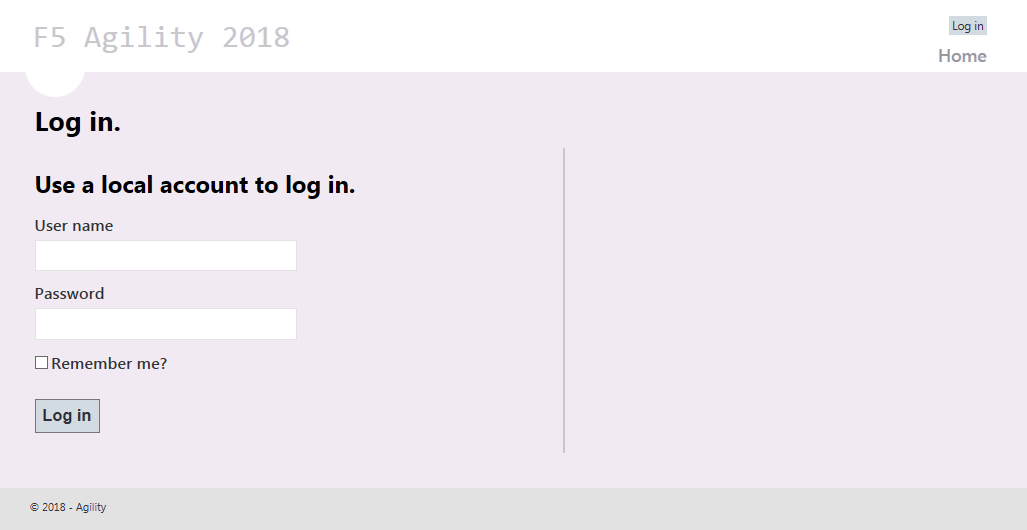 F5 Agility 2018
Log in
Home
Log in.
Use a local account to log in.
User name
Password
Remember me?
Log in
© 2018 - Agility